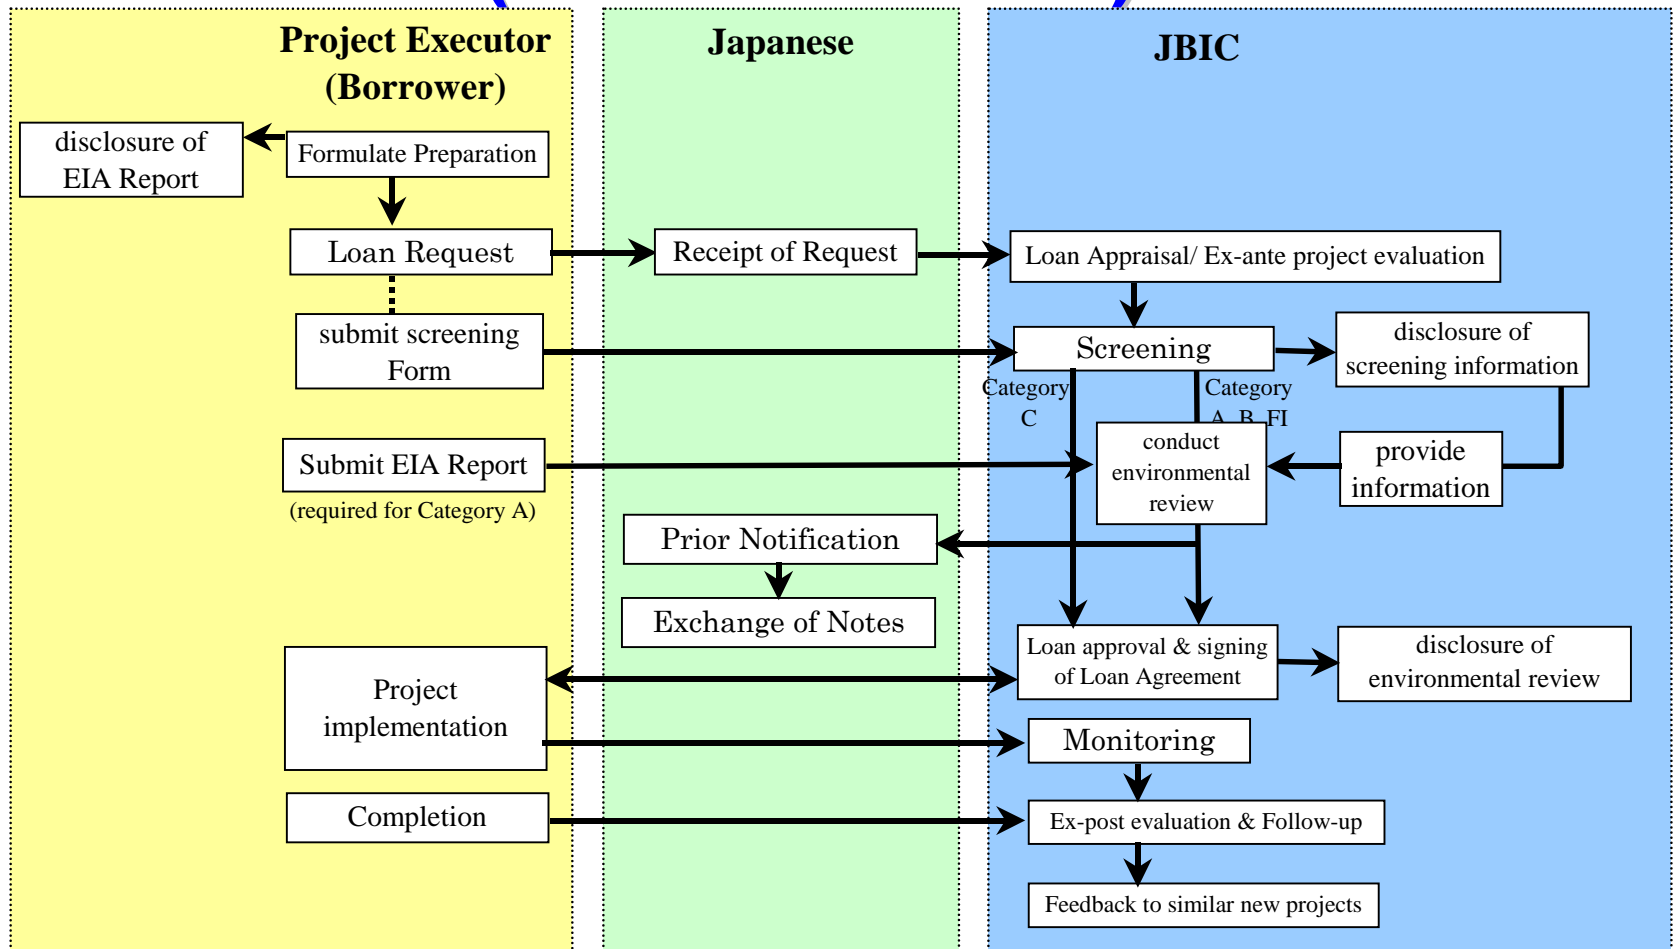 Project Executor
(Borrower)
Japanese
JBIC
disclosure of
EIA Report
Formulate Preparation
Loan Request
Receipt of Request
Loan Appraisal/ Ex-ante project evaluation
submit screening
Form
Screening
disclosure of
screening information
Category
C
Category
A, B, FI
Submit EIA Report
(required for Category A)
conduct
environmental
review
provide
information
Prior Notification
Exchange of Notes
Project
implementation
Loan approval & signing
of Loan Agreement
disclosure of
environmental review
Monitoring
Completion
Ex-post evaluation & Follow-up
Feedback to similar new projects